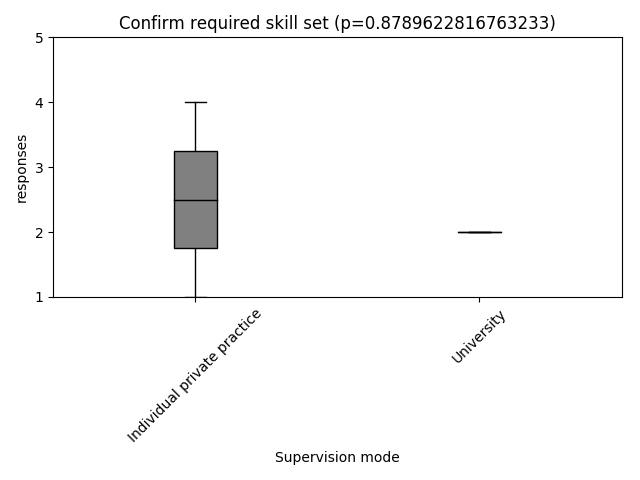 Confirm required skill set (p=0.8789622816763233)
5
4
3
2
1
responses
Individual private practice
University
Supervision mode